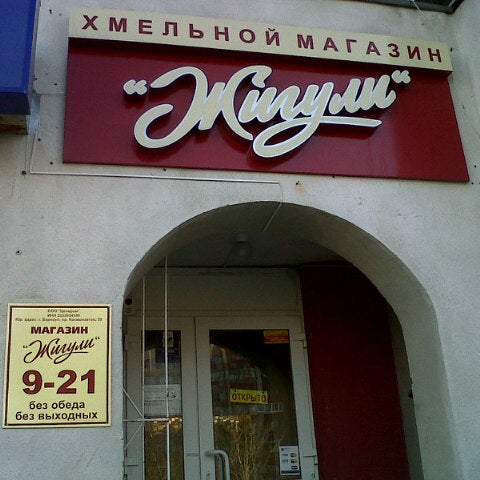 ХМЕЛЬНОЙ МАГАЗИН
"Жигули"
МАГАЗИН
"Жигули"
9-21
без обеда
без выходных
ОТКРЫТО